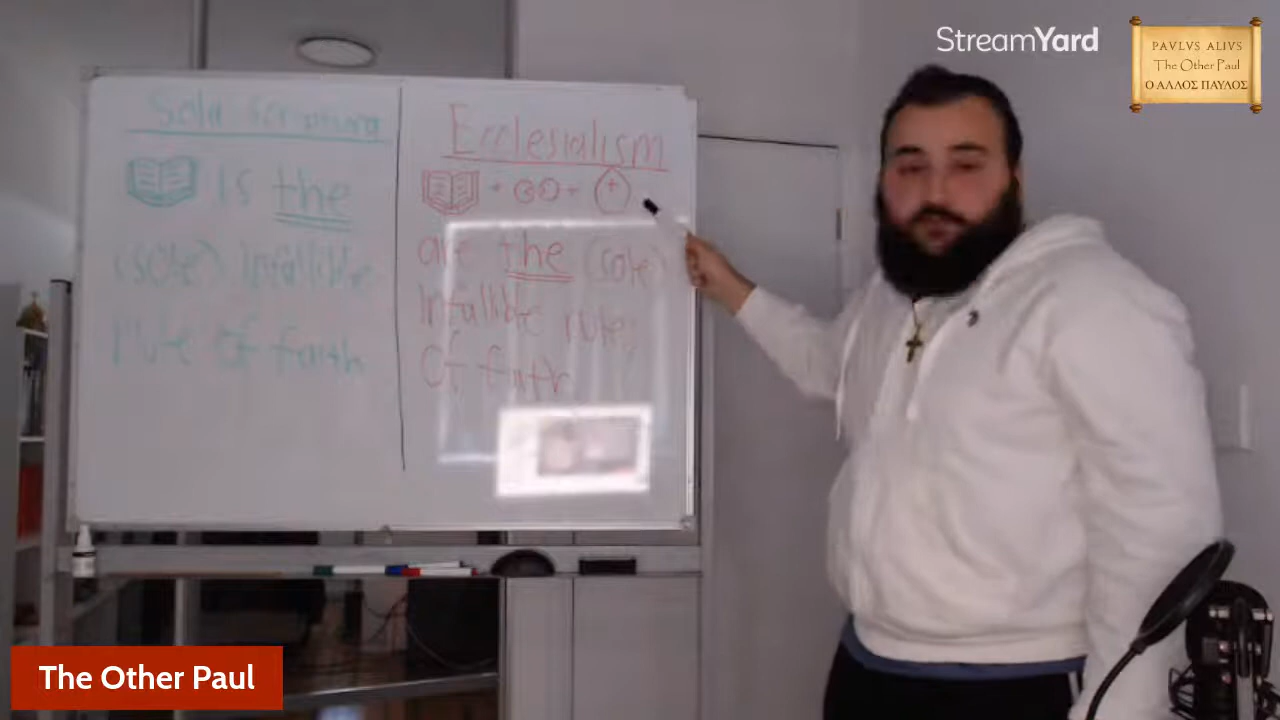 StreamYard
PAVLVS ALIVS
The Other Paul
Ο ΑΛΛΟΣ ΠΑΥΛΟΣ
Sola Scriptura
is the
(sole) infallible
rule of faith
Ecclesialism
+ +
are the (sole)
infallible rules
of faith
The Other Paul